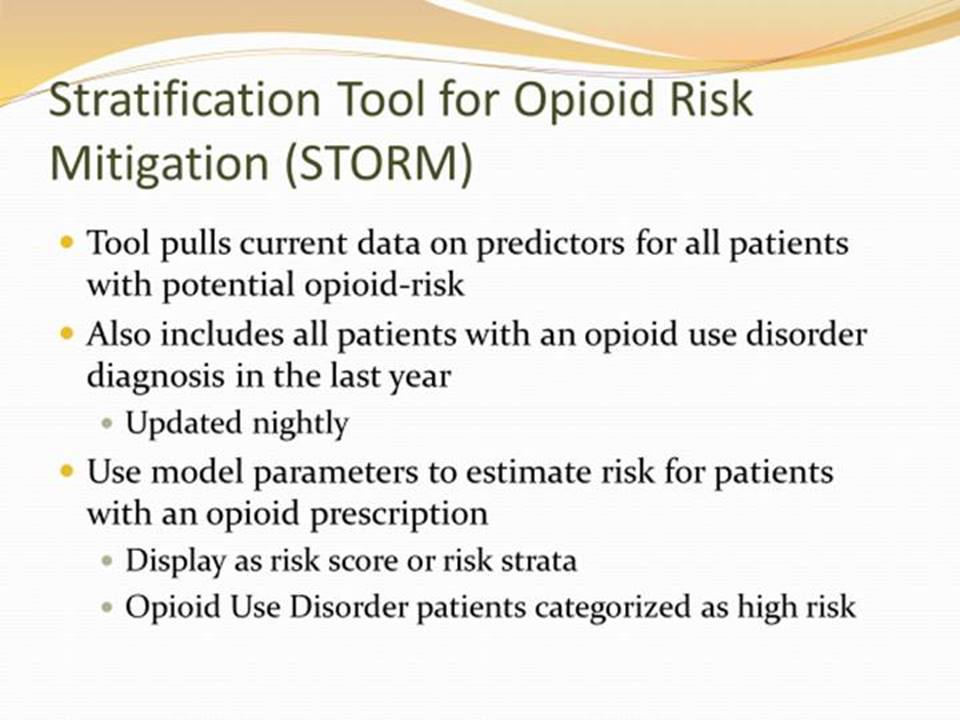 Stratification Tool for Opioid Risk
Mitigation (STORM)
Tool pulls current data on predictors for all patients
with potential opioid-risk
Also includes all patients with an opioid use disorder
diagnosis in the last year
Updated nightly
Use model parameters to estimate risk for patients
with an opioid prescription
Display as risk score or risk strata
Opioid Use Disorder patients categorized as high risk